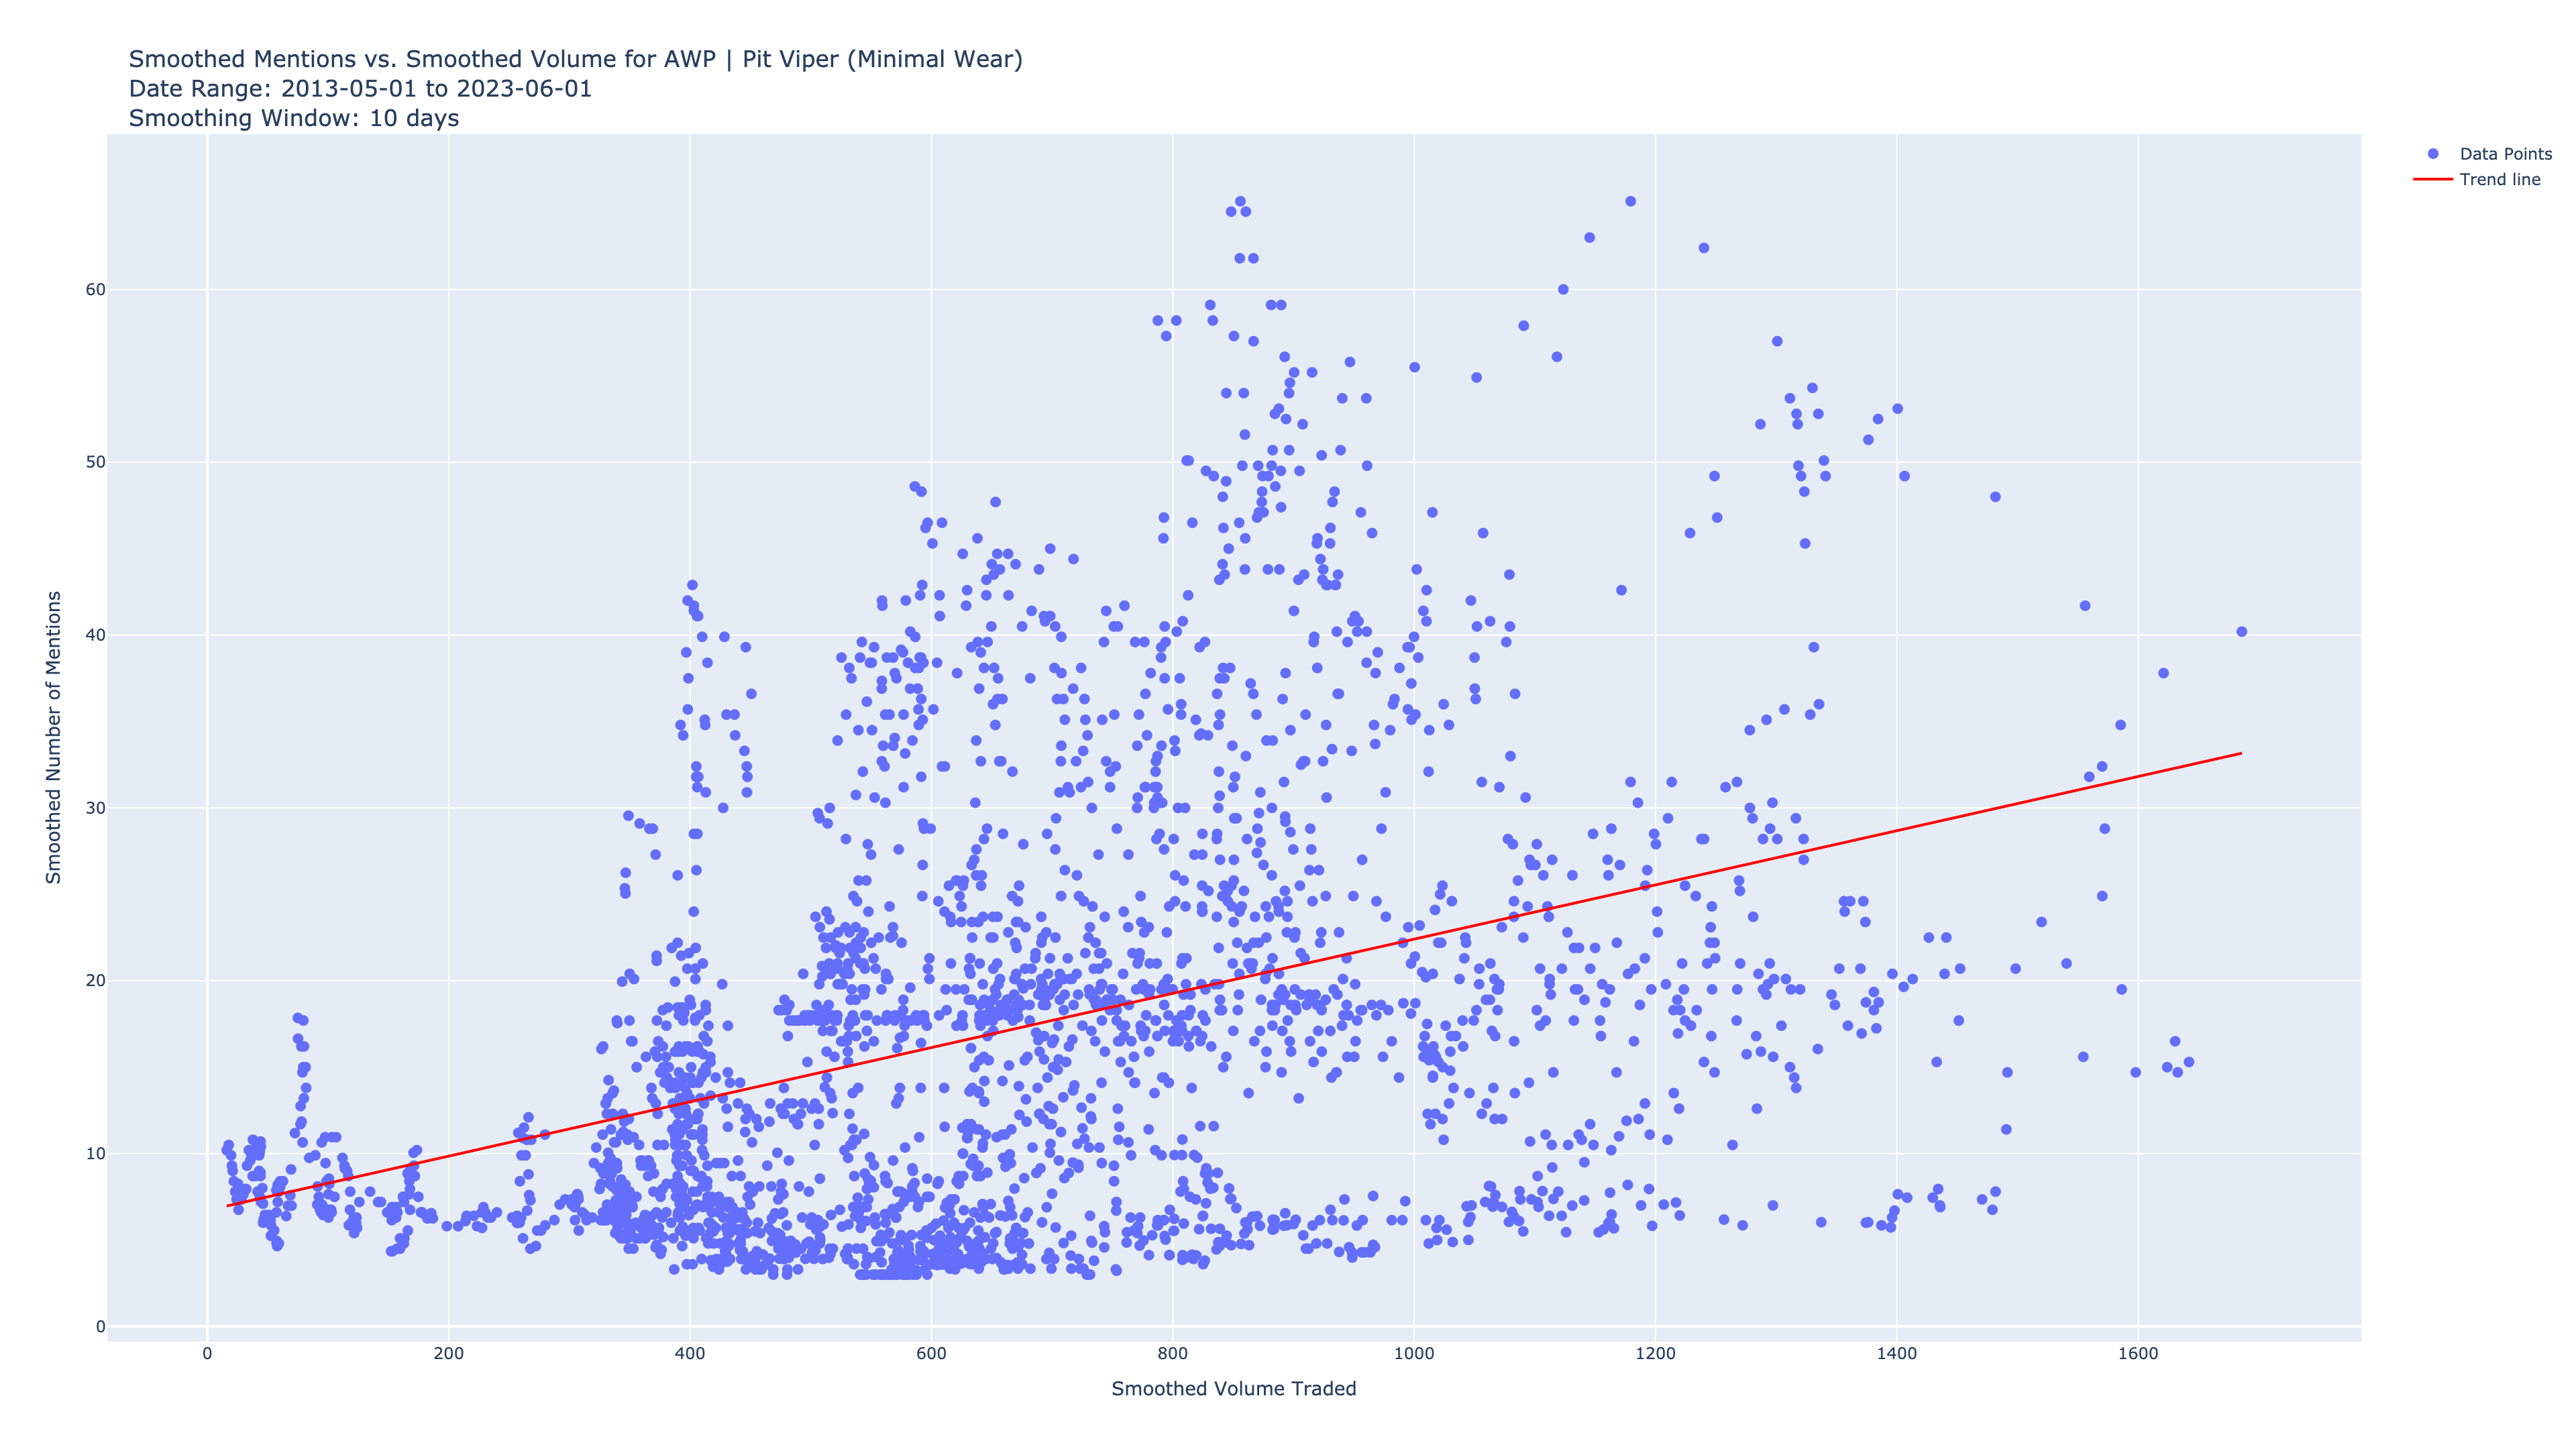 Smoothed Mentions vs. Smoothed Volume for AWP | Pit Viper (Minimal Wear)
Date Range: 2013-05-01 to 2023-06-01
Smoothing Window: 10 days
Data Points
Trend line
Smoothed Number of Mentions
60
50
40
30
20
10
0
0 200 400 600 800 1000 1200 1400 1600
Smoothed Volume Traded